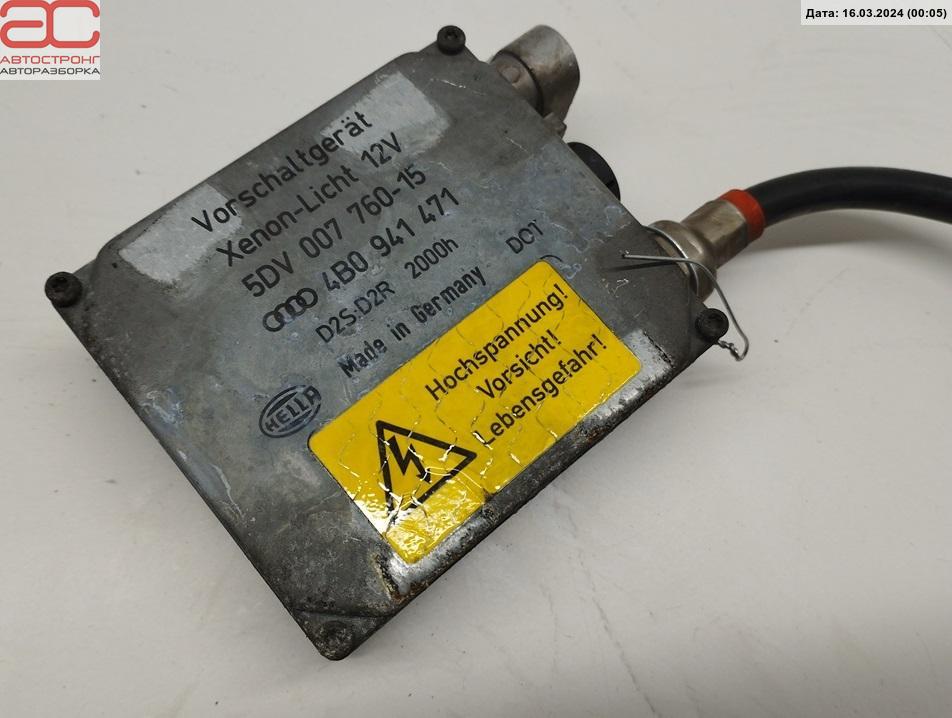 АС
АВТОСТРОНГ
АВТОРАЗБОРКА
Дата: 16.03.2024 (00:05)
Vorschaltgerät
Xenon-Licht 12V
5DV 007 760-15
4B0 941 471
D2S-D2R 2000h DOT
Made in Germany
HELLA
Hochspannung!
Vorsicht!
Lebensgefahr!